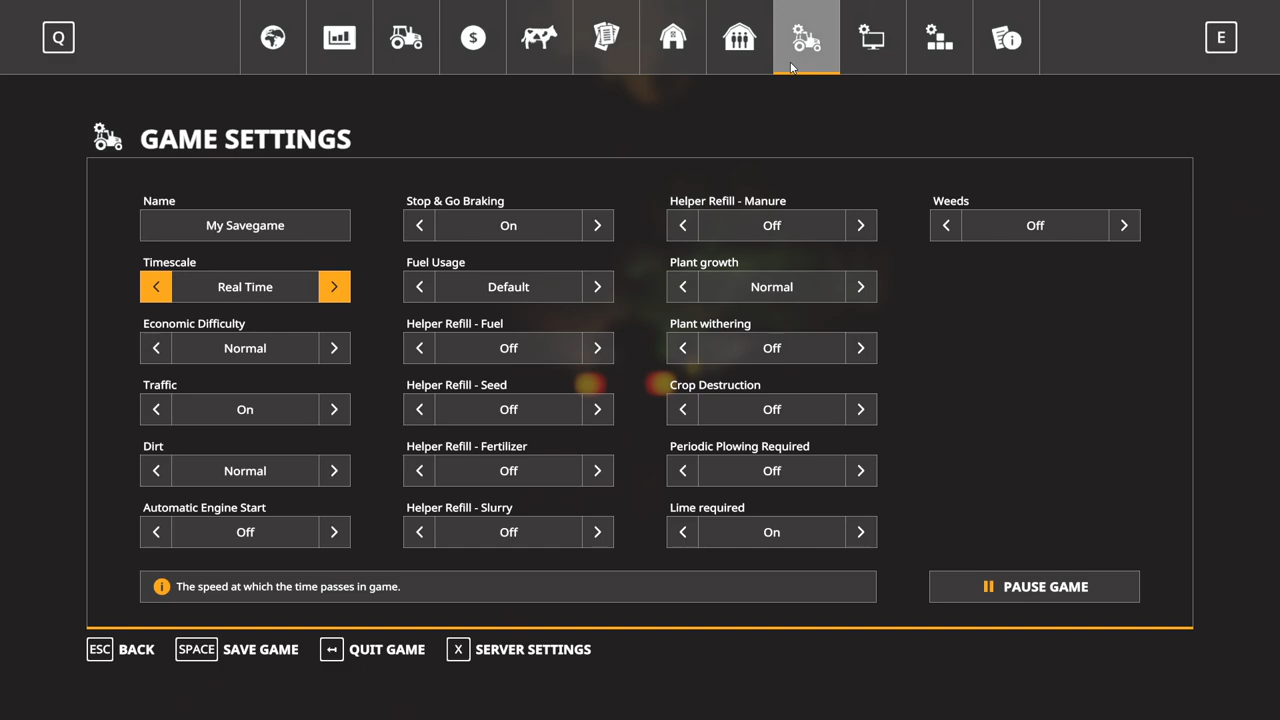 Q
E
GAME SETTINGS
Name
My Savegame
Timescale
Real Time
Economic Difficulty
Normal
Traffic
On
Dirt
Normal
Automatic Engine Start
Off
Stop & Go Braking
On
Fuel Usage
Default
Helper Refill - Fuel
Off
Helper Refill - Seed
Off
Helper Refill - Fertilizer
Off
Helper Refill - Slurry
Off
Helper Refill - Manure
Off
Plant growth
Normal
Plant withering
Off
Crop Destruction
Off
Periodic Plowing Required
Off
Lime required
On
Weeds
Off
The speed at which the time passes in game.
PAUSE GAME
ESC BACK SPACE SAVE GAME QUIT GAME X SERVER SETTINGS